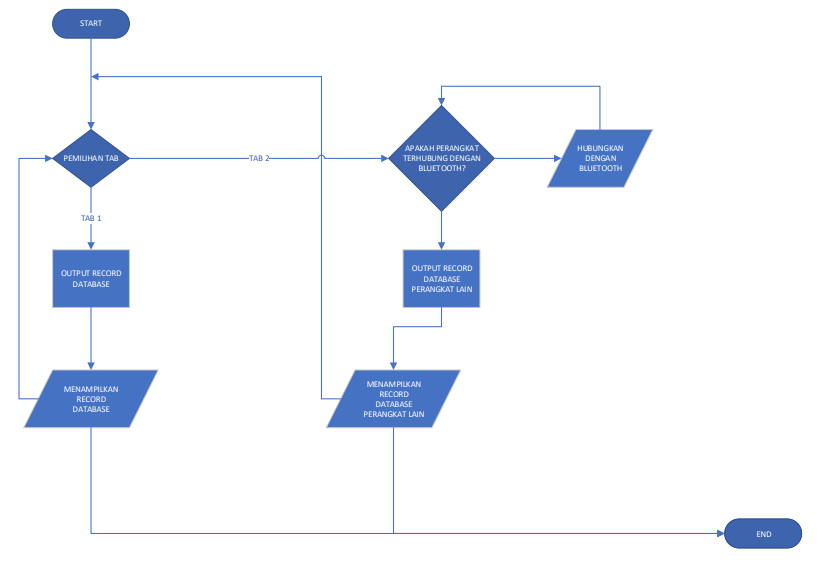 START
PEMILIHAN TAB
TAB 2
APAKAH PERANGKAT
TERHUBUNG DENGAN
BLUETOOTH?
HUBUNGKAN
DENGAN
BLUETOOTH
TAB 1
OUTPUT RECORD
DATABASE
OUTPUT RECORD
DATABASE
PERANGKAT LAIN
MENAMPILKAN
RECORD
DATABASE
MENAMPILKAN
RECORD
DATABASE
PERANGKAT LAIN
END